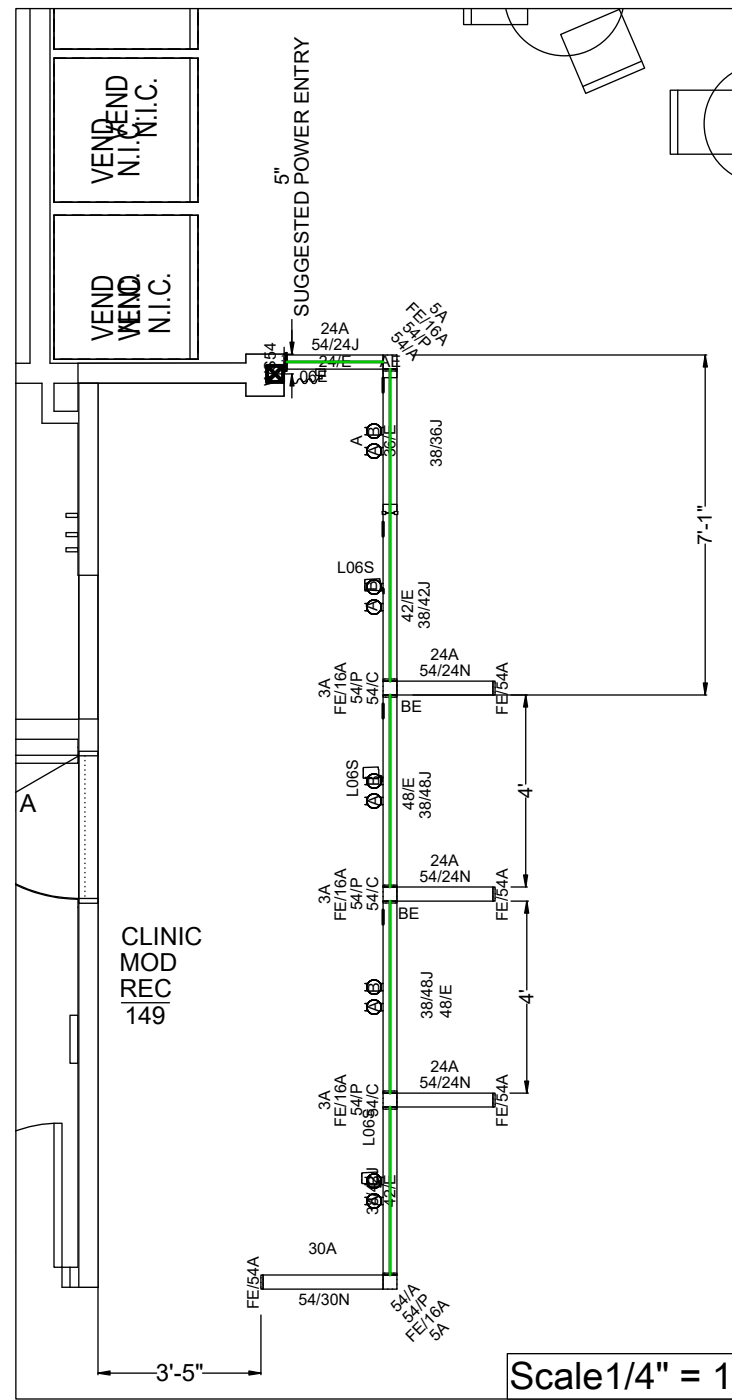 VEND
VEND
N.I.C.
N.I.C.
VEND
VEND
N.I.C.
N.I.C.
5"
SUGGESTED POWER ENTRY
24A
54/24J
24/E
L06E
AE
5A
FE/16A
54/P
54/A
A
B
A
36/E
38/36J
7'-1"
L06S
B
A
42/E
38/42J
3A
FE/16A
54/P
54/C
24A
54/24N
FE/54A
BE
L06S
B
A
48/E
38/48J
4'
A
3A
FE/16A
54/P
54/C
24A
54/24N
FE/54A
BE
CLINIC
MOD
REC
149
B
A
38/48J
48/E
4'
3A
FE/16A
54/P
54/C
24A
54/24N
FE/54A
L06S
42/E
30A
54/30N
FE/54A
54/A
54/P
FE/16A
5A
3'-5"
Scale1/4" = 1